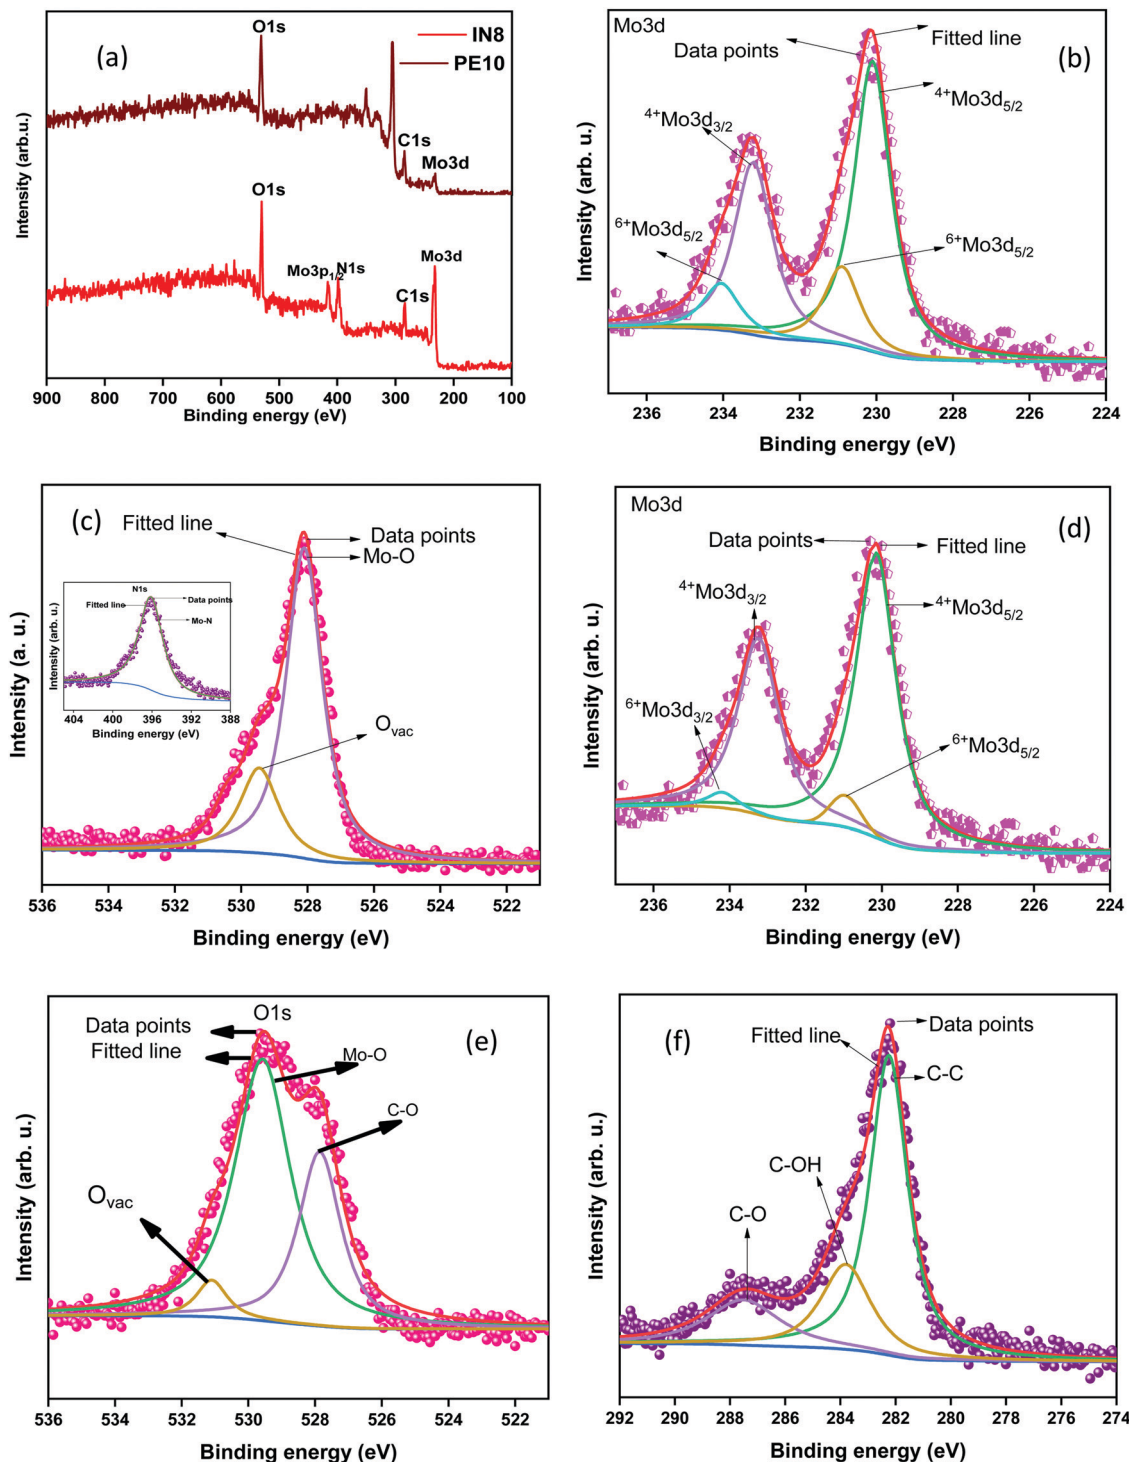 (a)
O1s
IN8
PE10
C1s
Mo3d
O1s
Mo3p1/2
N1s
C1s
Mo3d
Intensity (arb.u.)
900 800 700 600 500 400 300 200 100
Binding energy (eV)
Mo3d
(b)
Data points
Fitted line
4+Mo3d5/2
4+Mo3d3/2
6+Mo3d5/2
6+Mo3d5/2
Intensity (arb. u.)
236 234 232 230 228 226 224
Binding energy (eV)
(c)
Fitted line
Data points
Mo-O
Ovac
N1s
Fitted line
Data points
Mo-N
Intensity (arb. u.)
404 400 396 392 388
Binding energy (eV)
Intensity (a. u.)
536 534 532 530 528 526 524 522
Binding energy (eV)
Mo3d
(d)
Data points
Fitted line
4+Mo3d3/2
4+Mo3d5/2
6+Mo3d3/2
6+Mo3d5/2
Intensity (arb. u.)
236 234 232 230 228 226 224
Binding energy (eV)
O1s
(e)
Data points
Fitted line
Mo-O
C-O
Ovac
Intensity (arb. u.)
536 534 532 530 528 526 524 522
Binding energy (eV)
(f)
Fitted line
Data points
C-C
C-OH
C-O
Intensity (arb. u.)
292 290 288 286 284 282 280 278 276 274
Binding energy (eV)